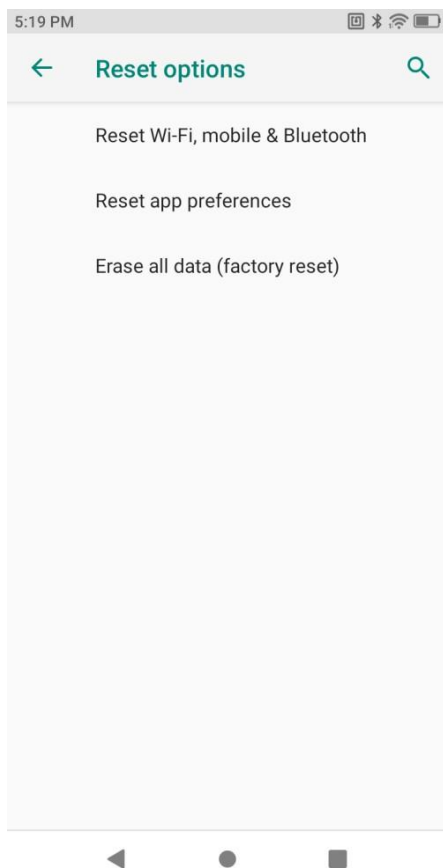 5:19 PM
Reset options
Reset Wi-Fi, mobile & Bluetooth
Reset app preferences
Erase all data (factory reset)